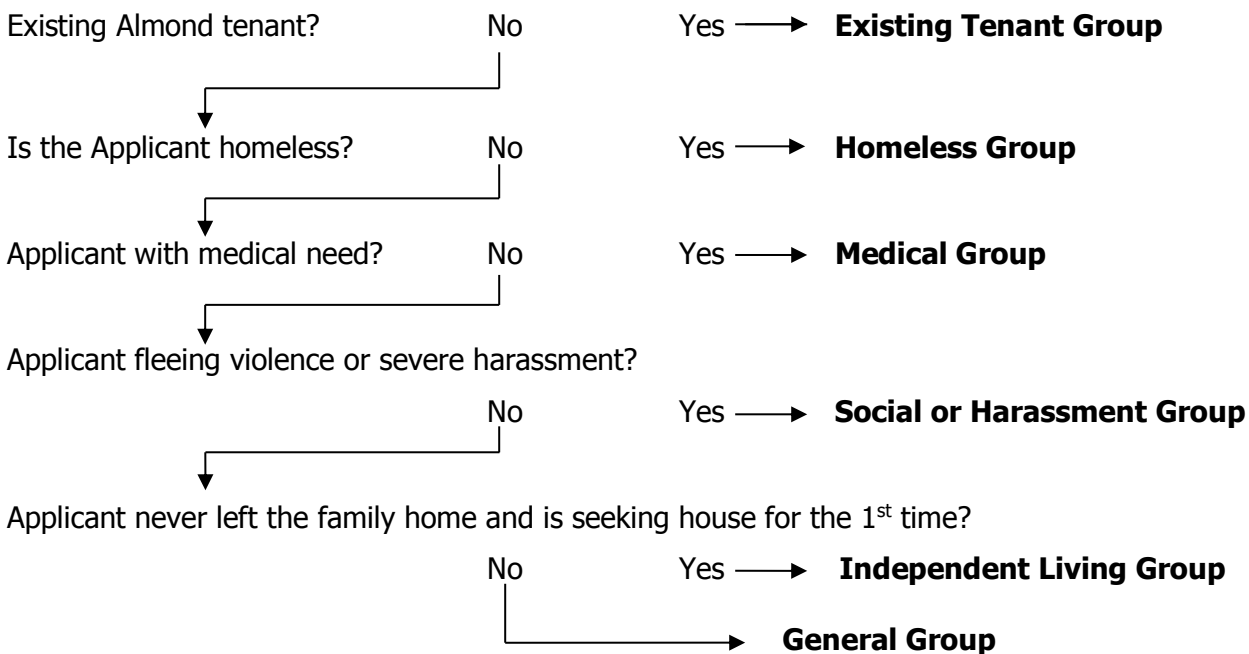 Existing Almond tenant? No Yes Existing Tenant Group
Is the Applicant homeless? No Yes Homeless Group
Applicant with medical need? No Yes Medical Group
Applicant fleeing violence or severe harassment?
No Yes Social or Harassment Group
Applicant never left the family home and is seeking house for the 1st time?
No Yes Independent Living Group
General Group